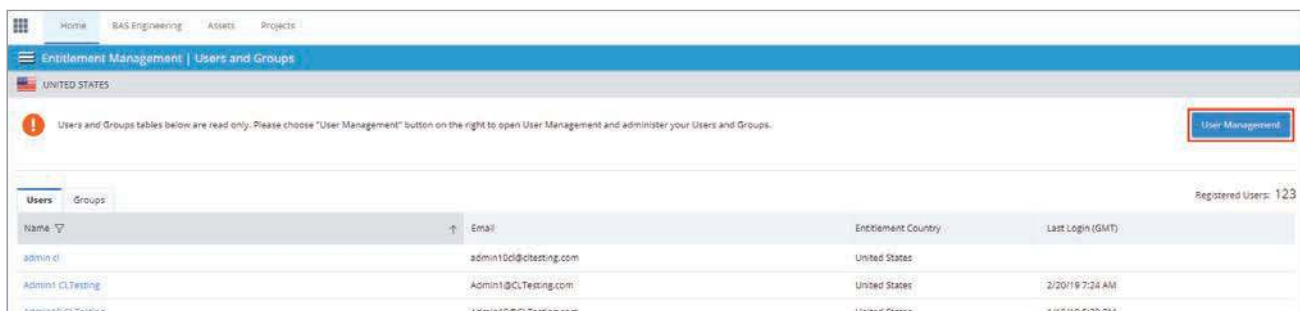 Home BAS Engineering Assets Projects
Entitlement Management | Users and Groups
UNITED STATES
! Users and Groups tables below are read only. Please choose "User Management" button on the right to open User Management and administer your Users and Groups. User Management
Users Groups Registered Users: 123
Name Email Entitlement Country Last Login (GMT)
admin cl admin10cl@cltesting.com United States
Admin1 CLTesting Admin1@CLTesting.com United States 2/20/19 7:24 AM
United States